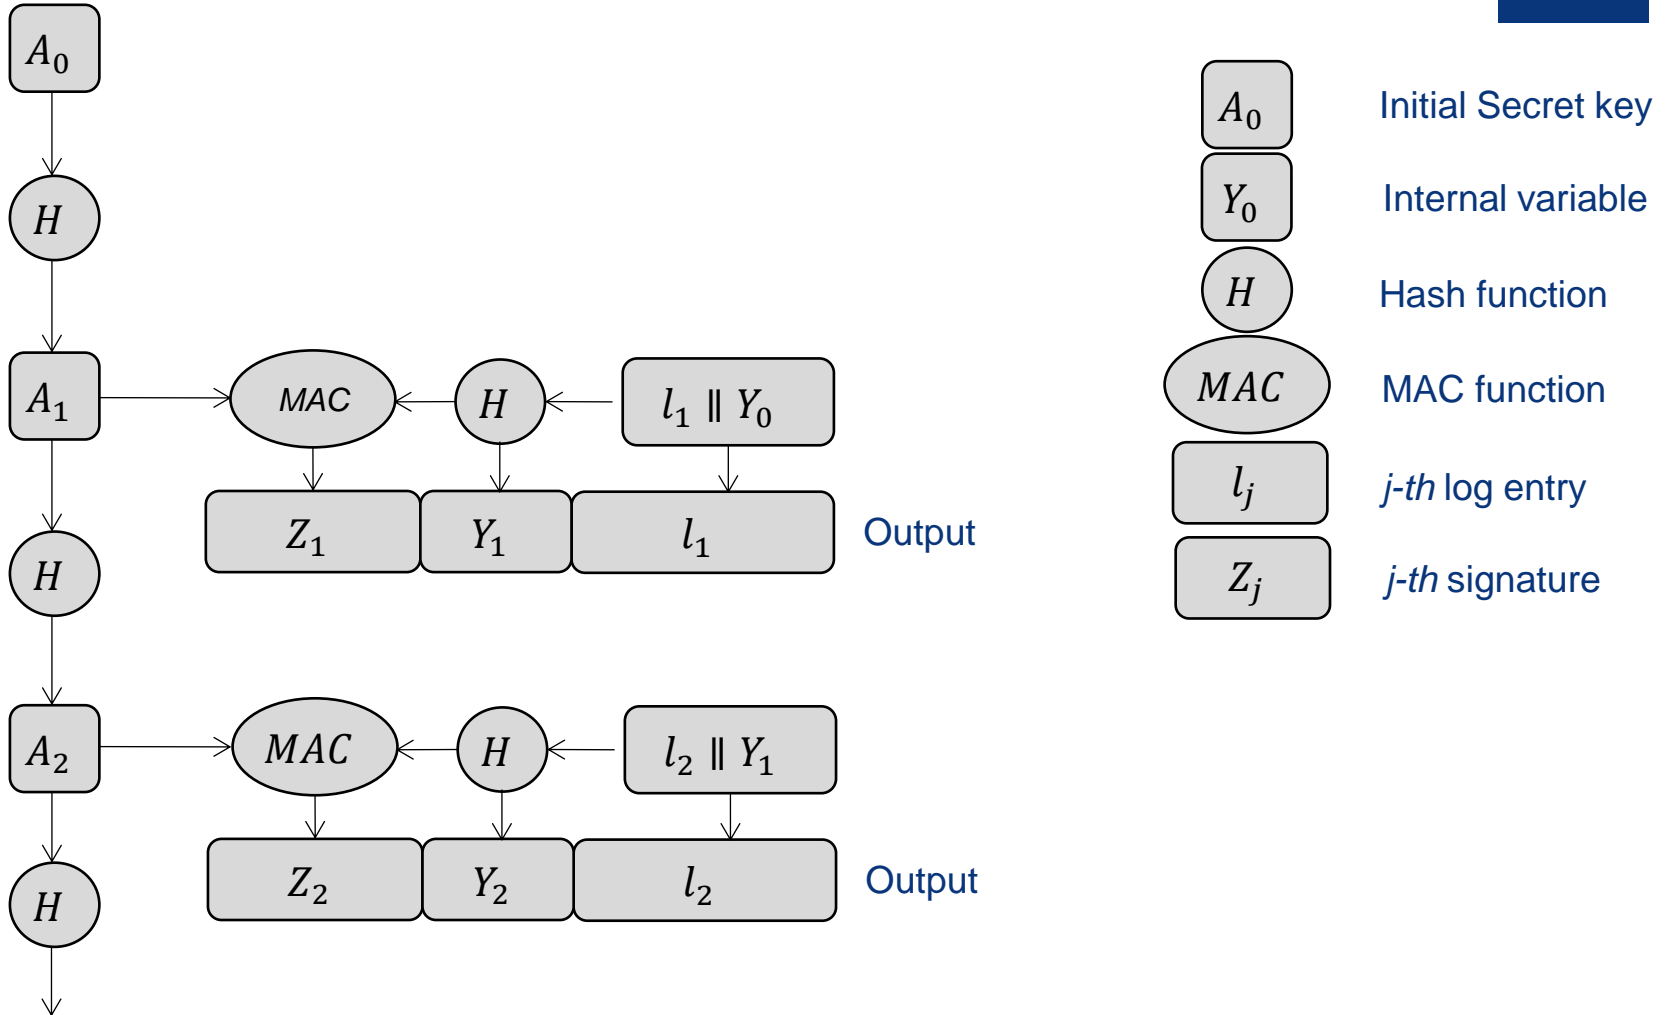 A₀
H
A₁ MAC H l₁ ∥ Y₀
Z₁ Y₁ l₁ Output
H
A₂ MAC H l₂ ∥ Y₁
Z₂ Y₂ l₂ Output
H
A₀ Initial Secret key
Y₀ Internal variable
H Hash function
MAC MAC function
lⱼ j-th log entry
Zⱼ j-th signature